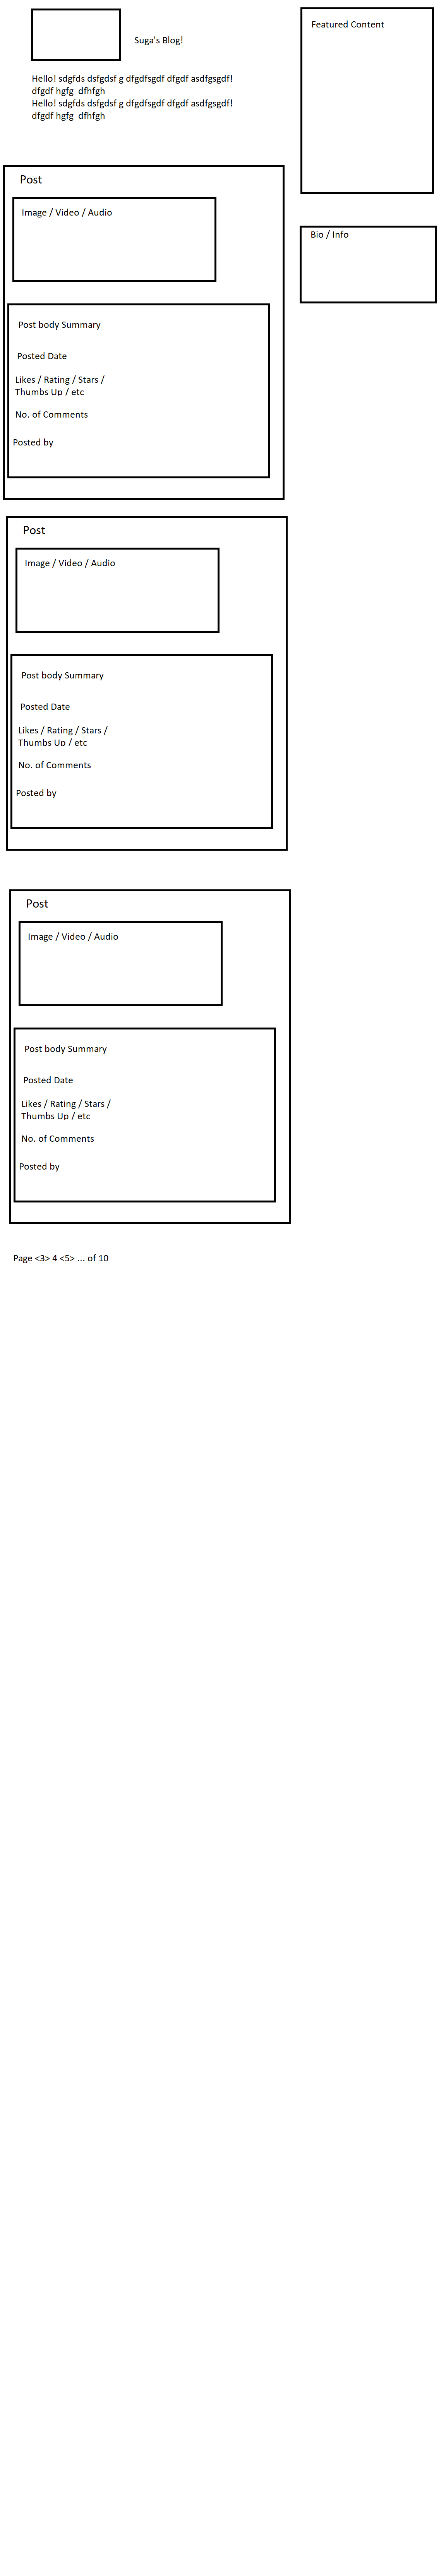 Suga's Blog!
Featured Content
Hello! sdgfds dsfgdsf g dfgdfsgdf dfgdf asdfgsgdf!
dfgdf hgfg  dfhfgh
Hello! sdgfds dsfgdsf g dfgdfsgdf dfgdf asdfgsgdf!
dfgdf hgfg  dfhfgh
Bio / Info
Post
Image / Video / Audio
Post body Summary
Posted Date
Likes / Rating / Stars /
Thumbs Up / etc
No. of Comments
Posted by
Post
Image / Video / Audio
Post body Summary
Posted Date
Likes / Rating / Stars /
Thumbs Up / etc
No. of Comments
Posted by
Post
Image / Video / Audio
Post body Summary
Posted Date
Likes / Rating / Stars /
Thumbs Up / etc
No. of Comments
Posted by
Page <3> 4 <5> ... of 10